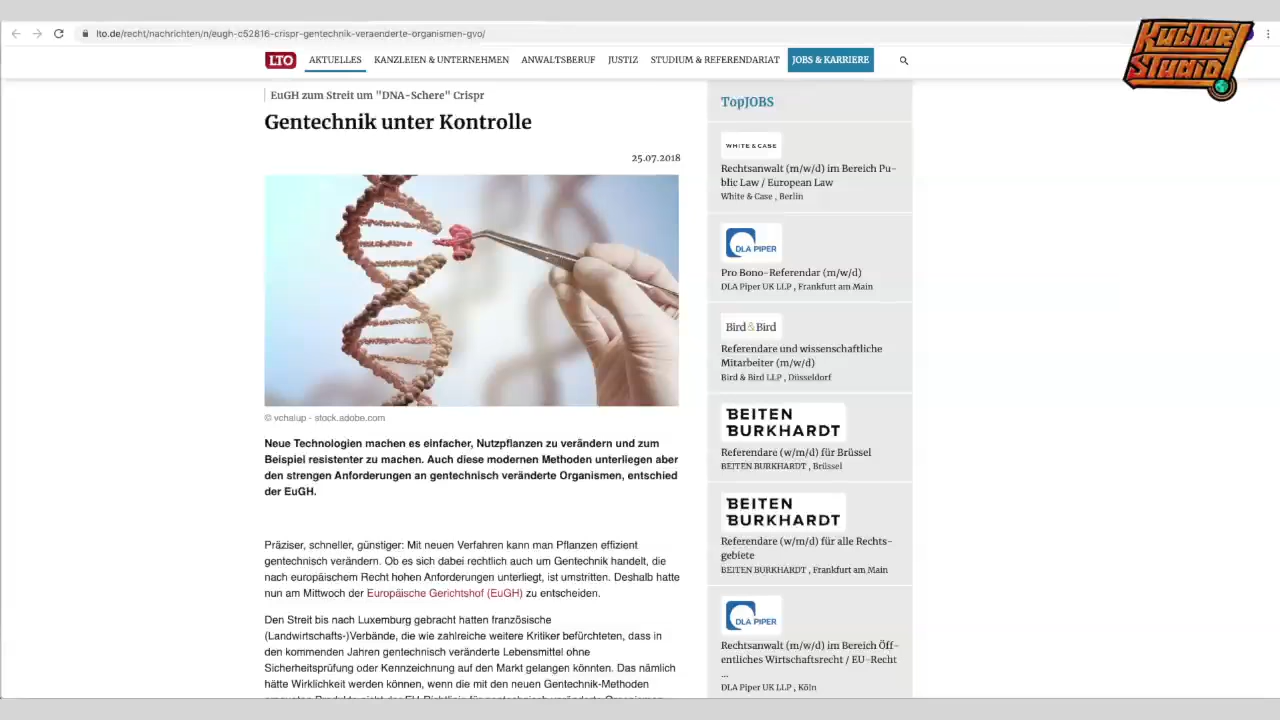 lto.de/recht/nachrichten/n/eugh-c52816-crispr-gentechnik-veraenderte-organismen-gvo/
KULTUR
STUDIO
LTO AKTUELLES KANZLEIEN & UNTERNEHMEN ANWALTSBERUF JUSTIZ STUDIUM & REFERENDARIAT JOBS & KARRIERE
EuGH zum Streit um "DNA-Schere" Crispr
Gentechnik unter Kontrolle
25.07.2018
© vchalup - stock.adobe.com
Neue Technologien machen es einfacher, Nutzpflanzen zu verändern und zum
Beispiel resistenter zu machen. Auch diese modernen Methoden unterliegen aber
den strengen Anforderungen an gentechnisch veränderte Organismen, entschied
der EuGH.
Präziser, schneller, günstiger: Mit neuen Verfahren kann man Pflanzen effizient
gentechnisch verändern. Ob es sich dabei rechtlich auch um Gentechnik handelt, die
nach europäischem Recht hohen Anforderungen unterliegt, ist umstritten. Deshalb hatte
nun am Mittwoch der Europäische Gerichtshof (EuGH) zu entscheiden.
Den Streit bis nach Luxemburg gebracht hatten französische
(Landwirtschafts-)Verbände, die wie zahlreiche weitere Kritiker befürchteten, dass in
den kommenden Jahren gentechnisch veränderte Lebensmittel ohne
Sicherheitsprüfung oder Kennzeichnung auf den Markt gelangen könnten. Das nämlich
hätte Wirklichkeit werden können, wenn die mit den neuen Gentechnik-Methoden
TopJOBS
WHITE & CASE
Rechtsanwalt (m/w/d) im Bereich Pu-
blic Law / European Law
White & Case , Berlin
DLA PIPER
Pro Bono-Referendar (m/w/d)
DLA Piper UK LLP , Frankfurt am Main
Bird & Bird
Referendare und wissenschaftliche
Mitarbeiter (m/w/d)
Bird & Bird LLP , Düsseldorf
BEITEN
BURKHARDT
Referendare (w/m/d) für Brüssel
BEITEN BURKHARDT , Brüssel
BEITEN
BURKHARDT
Referendare (w/m/d) für alle Rechts-
gebiete
BEITEN BURKHARDT , Frankfurt am Main
DLA PIPER
Rechtsanwalt (m/w/d) im Bereich Öff-
entliches Wirtschaftsrecht / EU-Recht
...
DLA Piper UK LLP , Köln